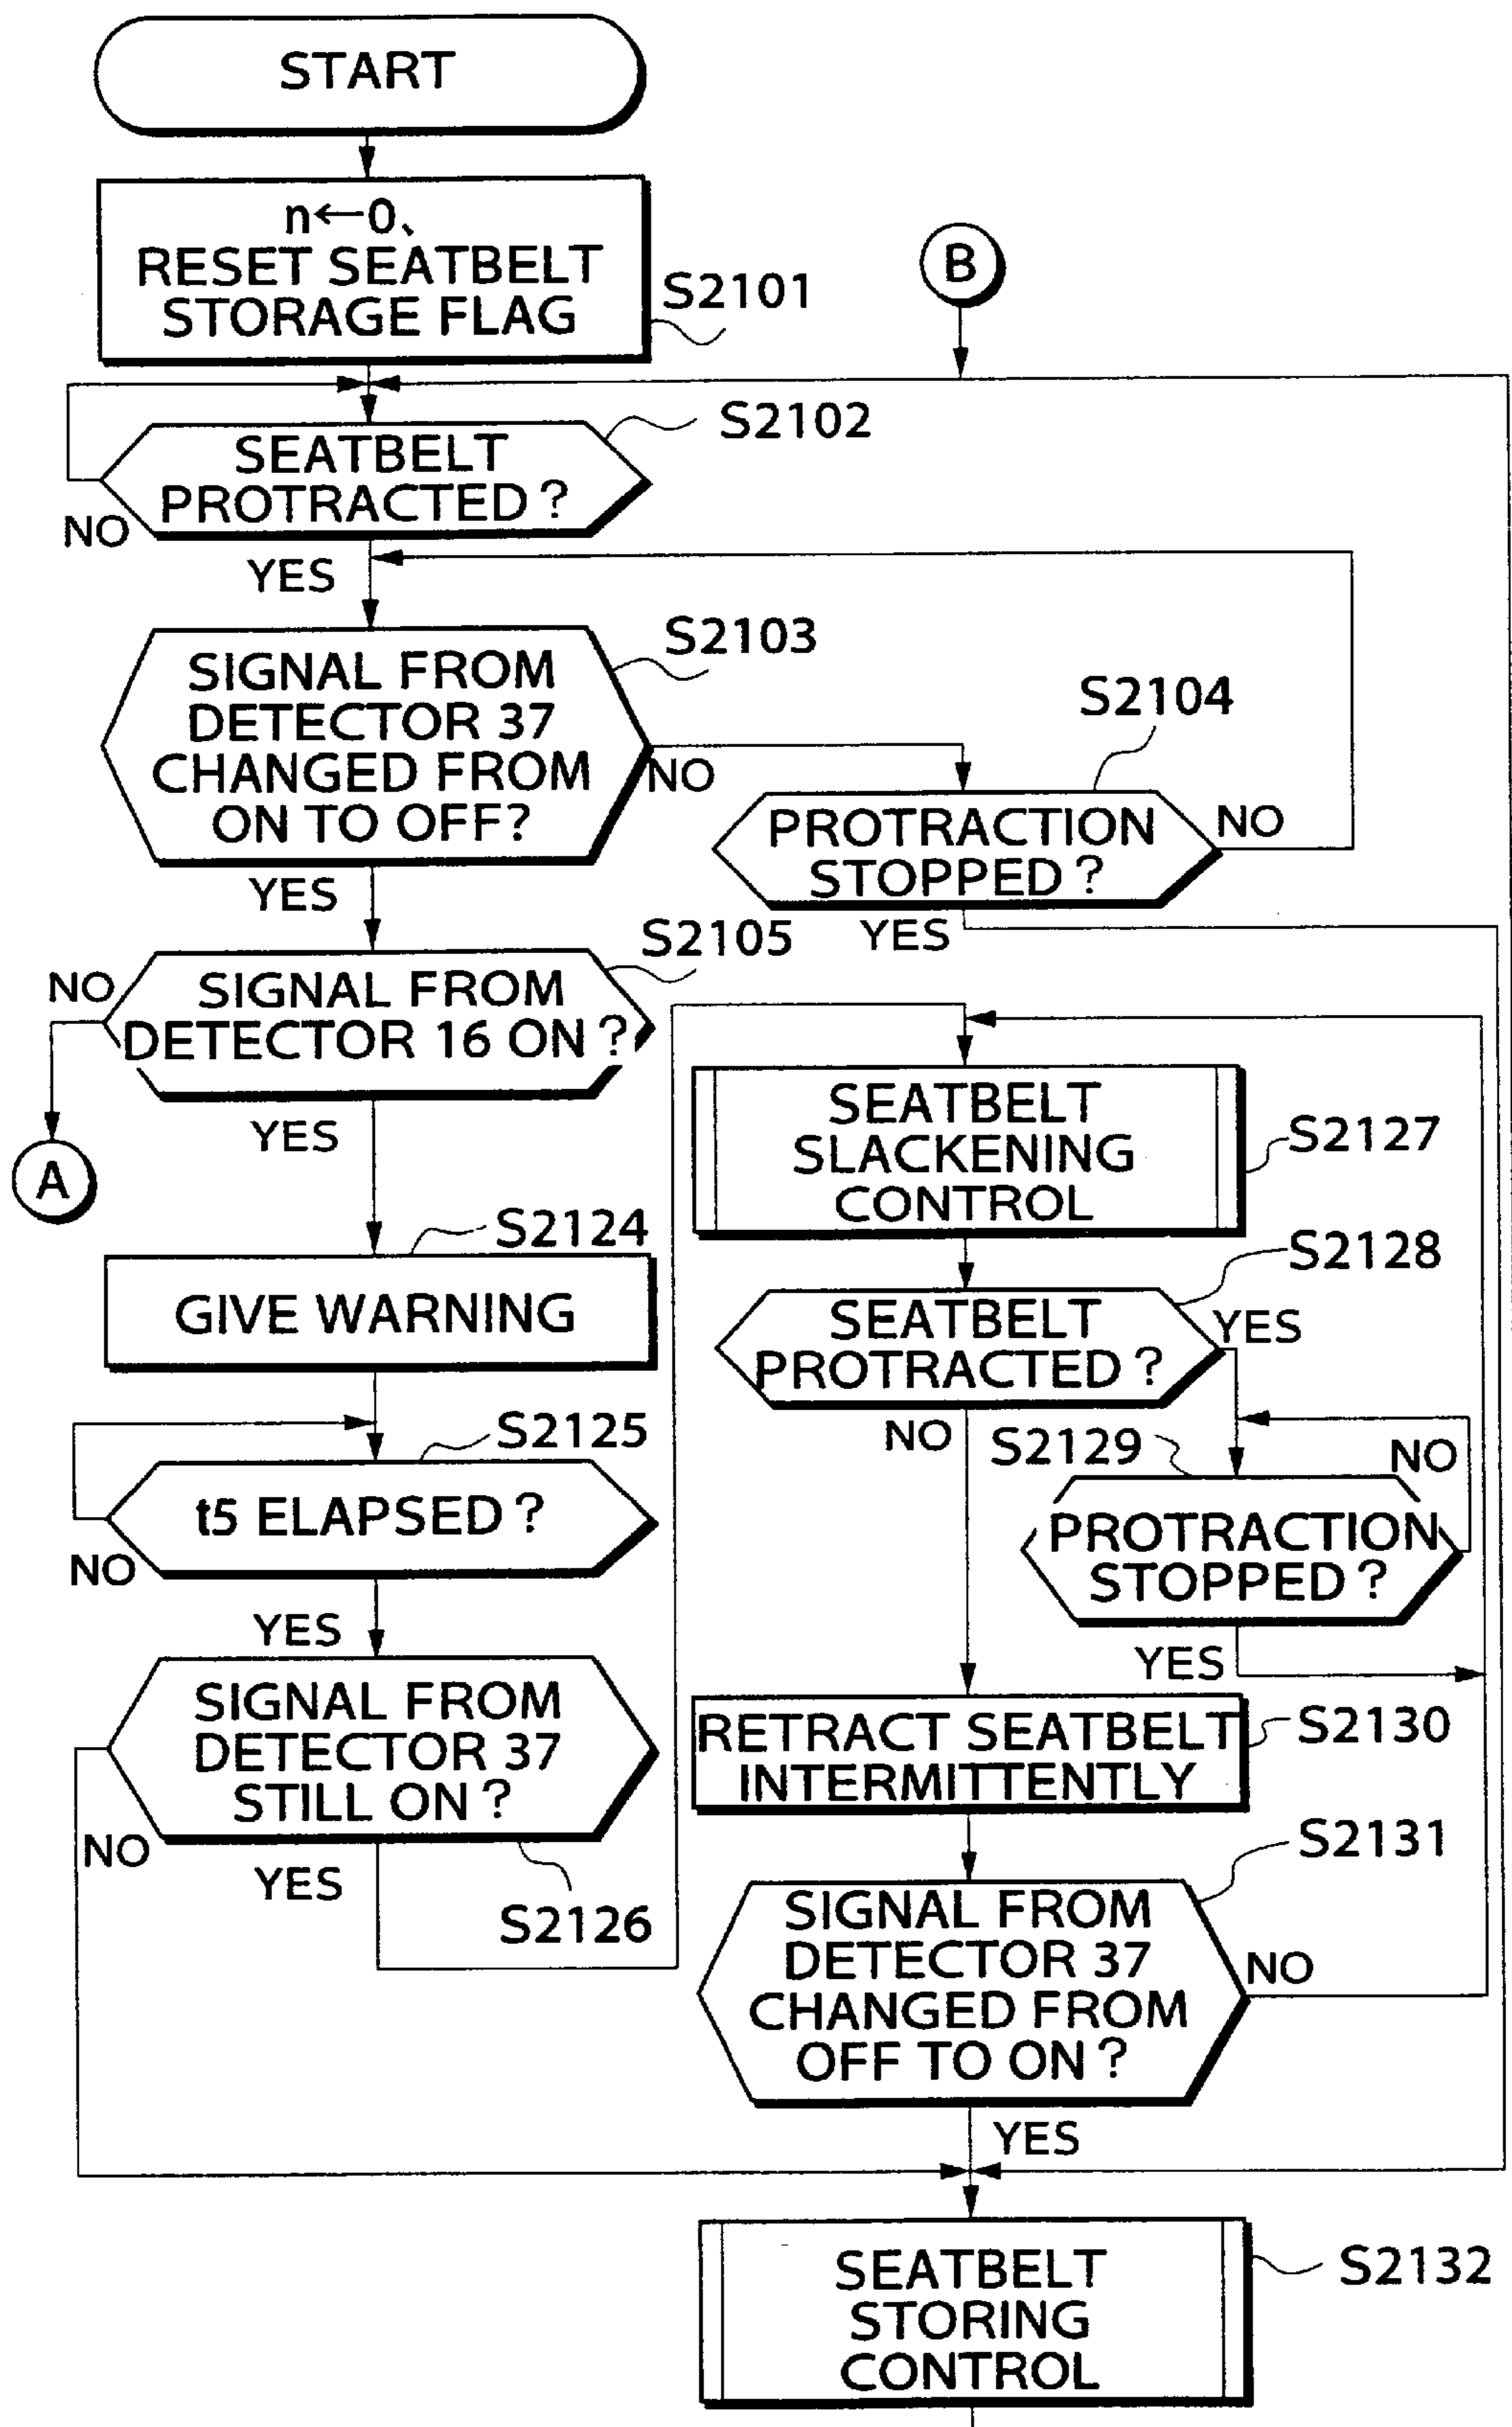 START
n←0、
RESET SEATBELT
STORAGE FLAG
S2101
B
S2102
SEATBELT
PROTRACTED?
NO
YES
S2103
SIGNAL FROM
DETECTOR 37
CHANGED FROM
ON TO OFF?
NO
YES
S2104
PROTRACTION
STOPPED?
NO
YES
S2105
NO
SIGNAL FROM
DETECTOR 16 ON?
YES
A
S2124
GIVE WARNING
S2125
t5 ELAPSED?
NO
YES
SIGNAL FROM
DETECTOR 37
STILL ON?
NO
YES
S2126
SEATBELT
SLACKENING
CONTROL
S2127
S2128
SEATBELT
PROTRACTED?
YES
NO
S2129
NO
PROTRACTION
STOPPED?
YES
RETRACT SEATBELT
INTERMITTENTLY
S2130
S2131
SIGNAL FROM
DETECTOR 37
CHANGED FROM
OFF TO ON?
NO
YES
SEATBELT
STORING
CONTROL
S2132